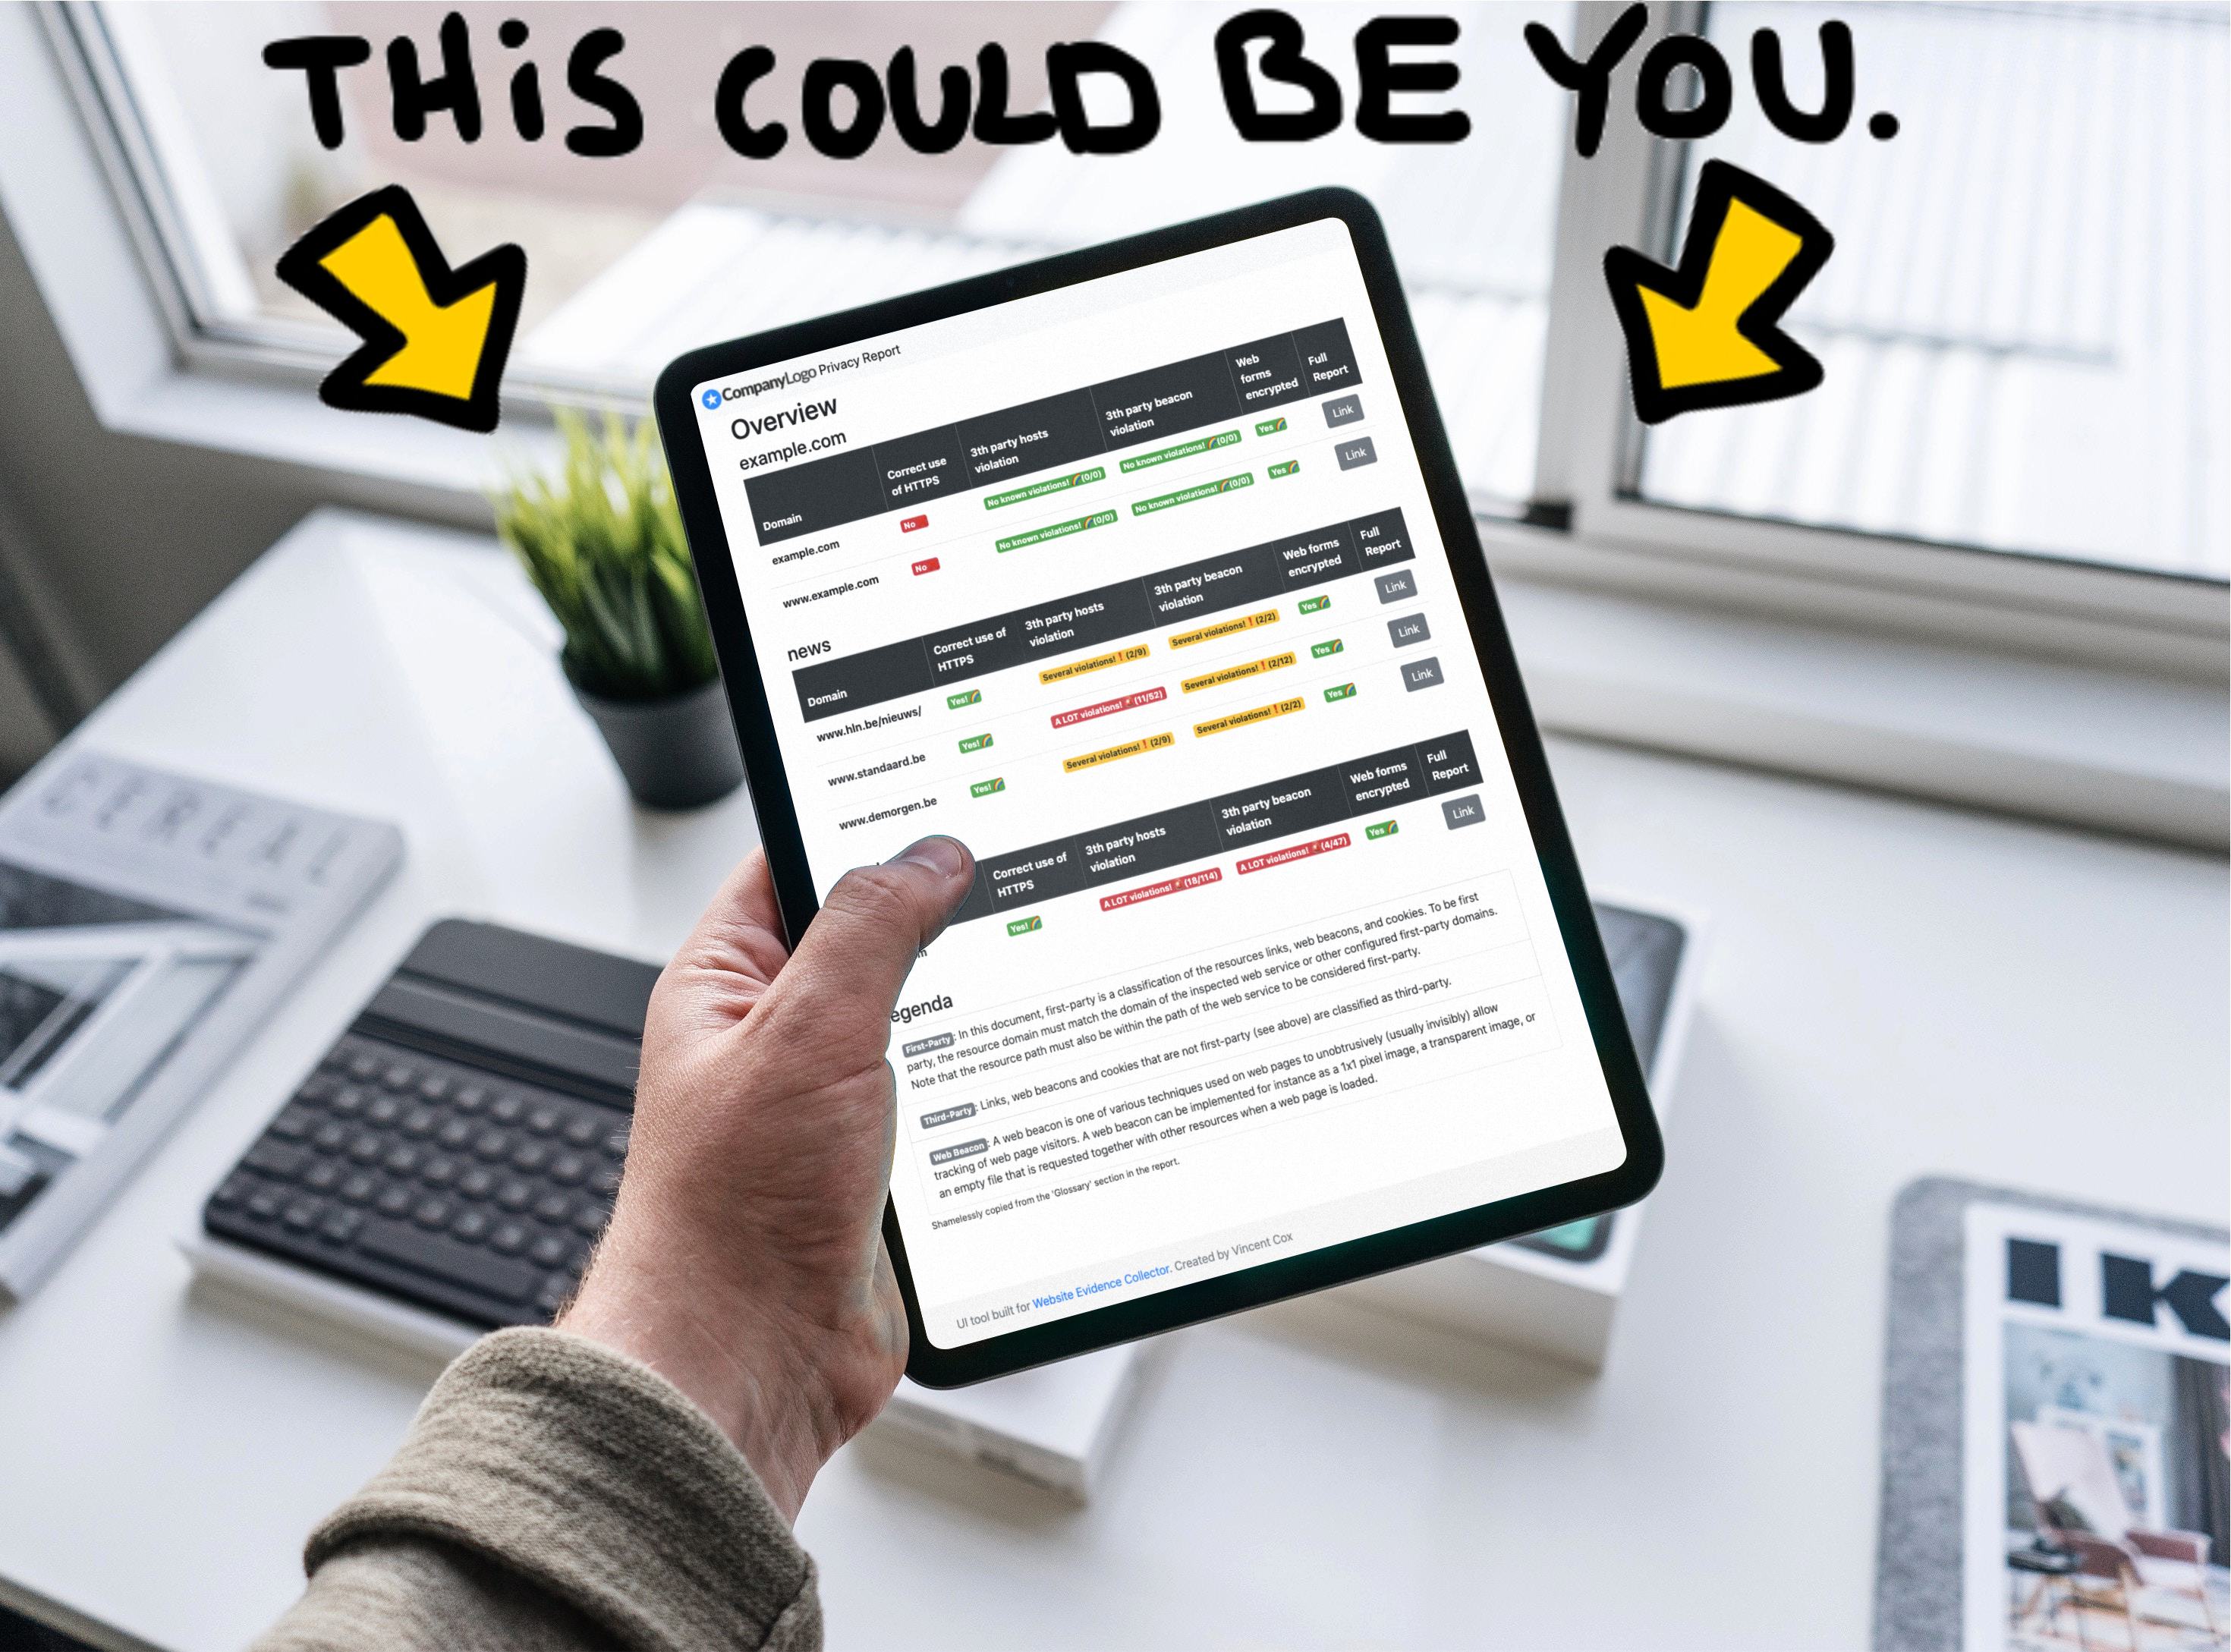 THiS COULD BE YOU.
CompanyLogo Privacy Report
Overview
example.com
Domain Correct use of HTTPS 3th party hosts violation 3th party beacon violation Web forms encrypted Full Report
example.com No No known violations! (0/0) No known violations! (0/0) Yes Link
www.example.com No No known violations! (0/0) No known violations! (0/0) Yes Link
news
Domain Correct use of HTTPS 3th party hosts violation 3th party beacon violation Web forms encrypted Full Report
www.hln.be/nieuws/ Yes! Several violations! ! (2/9) Several violations! ! (2/2) Yes Link
www.standaard.be Yes! A LOT violations! (11/52) Several violations! ! (2/12) Yes Link
www.demorgen.be Yes! Several violations! ! (2/9) Several violations! ! (2/2) Yes Link
Correct use of HTTPS 3th party hosts violation 3th party beacon violation Web forms encrypted Full Report
Yes! A LOT violations! (18/114) A LOT violations! (4/47) Yes Link
egenda
First-Party: In this document, first-party is a classification of the resources links, web beacons, and cookies. To be first
party, the resource domain must match the domain of the inspected web service or other configured first-party domains.
Note that the resource path must also be within the path of the web service to be considered first-party.
Third-Party: Links, web beacons and cookies that are not first-party (see above) are classified as third-party.
Web Beacon: A web beacon is one of various techniques used on web pages to unobtrusively (usually invisibly) allow
tracking of web page visitors. A web beacon can be implemented for instance as a 1x1 pixel image, a transparent image, or
an empty file that is requested together with other resources when a web page is loaded.
Shamelessly copied from the 'Glossary' section in the report.
UI tool built for Website Evidence Collector. Created by Vincent Cox
CEREAL
IK